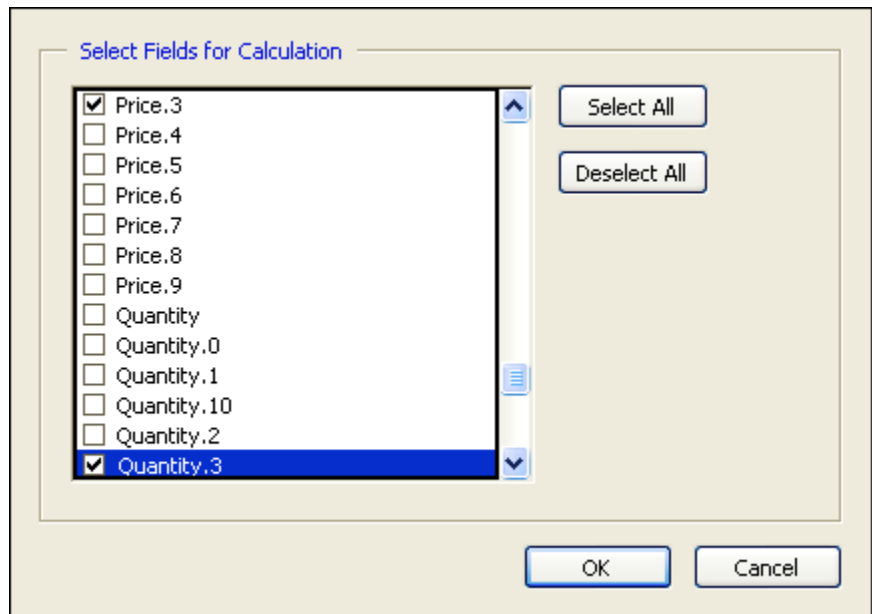 Select Fields for Calculation
Price.3
Price.4
Price.5
Price.6
Price.7
Price.8
Price.9
Quantity
Quantity.0
Quantity.1
Quantity.10
Quantity.2
Quantity.3
Select All
Deselect All
OK
Cancel